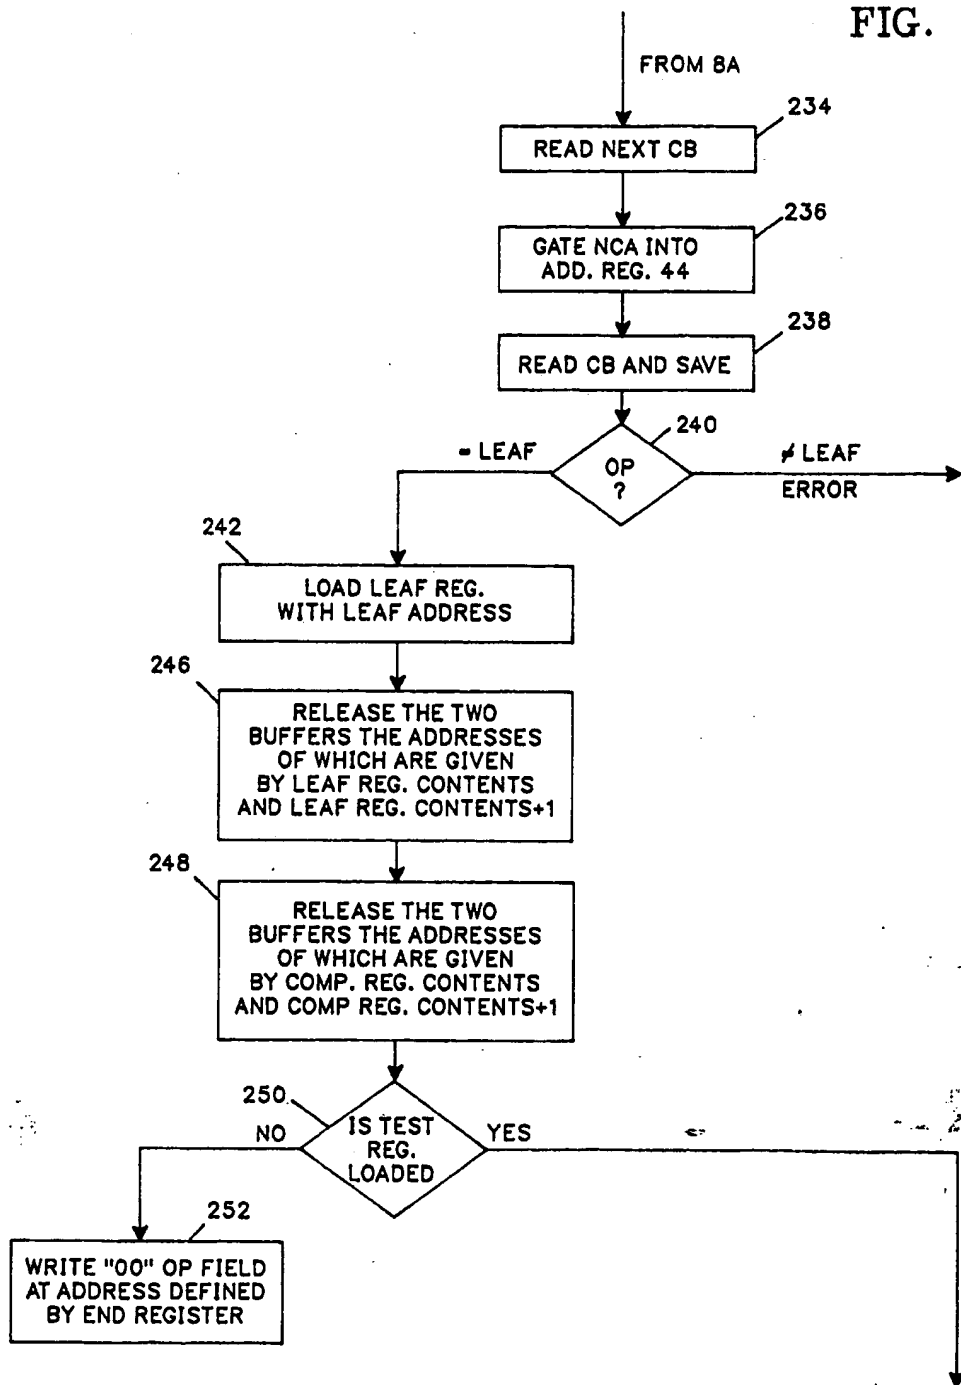 FIG.
FROM 8A
234
READ NEXT CB
236
GATE NCA INTO
ADD. REG. 44
238
READ CB AND SAVE
240
= LEAF
OP
?
≠ LEAF
ERROR
242
LOAD LEAF REG.
WITH LEAF ADDRESS
246
RELEASE THE TWO
BUFFERS THE ADDRESSES
OF WHICH ARE GIVEN
BY LEAF REG. CONTENTS
AND LEAF REG. CONTENTS+1
248
RELEASE THE TWO
BUFFERS THE ADDRESSES
OF WHICH ARE GIVEN
BY COMP. REG. CONTENTS
AND COMP REG. CONTENTS+1
250
NO
IS TEST
REG.
LOADED
YES
252
WRITE "00" OP FIELD
AT ADDRESS DEFINED
BY END REGISTER